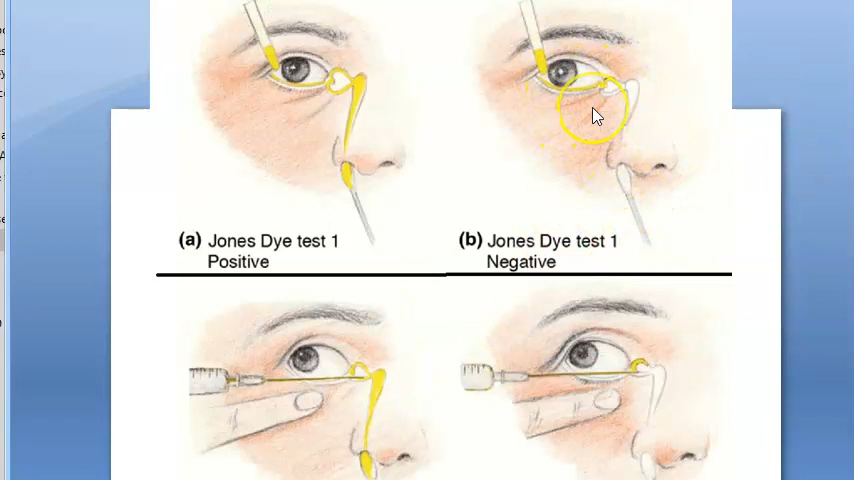 (a) Jones Dye test 1
Positive
(b) Jones Dye test 1
Negative